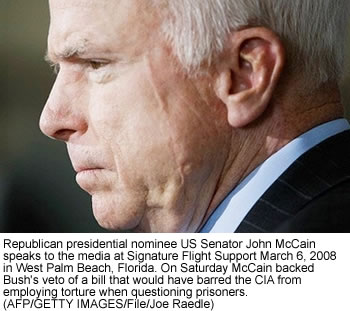 Republican presidential nominee US Senator John McCain
speaks to the media at Signature Flight Support March 6, 2008
in West Palm Beach, Florida. On Saturday McCain backed
Bush's veto of a bill that would have barred the CIA from
employing torture when questioning prisoners.
(AFP/GETTY IMAGES/File/Joe Raedle)